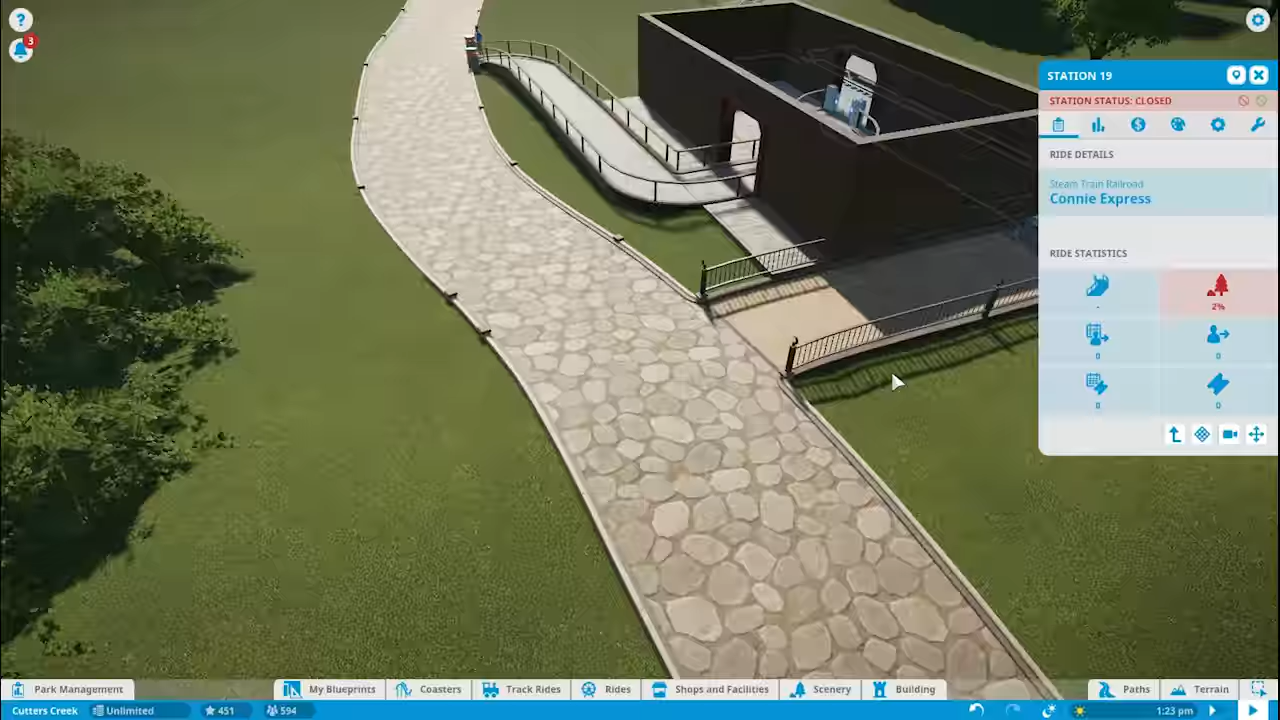 ?
3
STATION 19
STATION STATUS: CLOSED
RIDE DETAILS
Steam Train Railroad
Connie Express
RIDE STATISTICS
-
2%
0
0
0
0
Park Management
My Blueprints
Coasters
Track Rides
Rides
Shops and Facilities
Scenery
Building
Paths
Terrain
Cutters Creek
Unlimited
451
594
1:23 pm